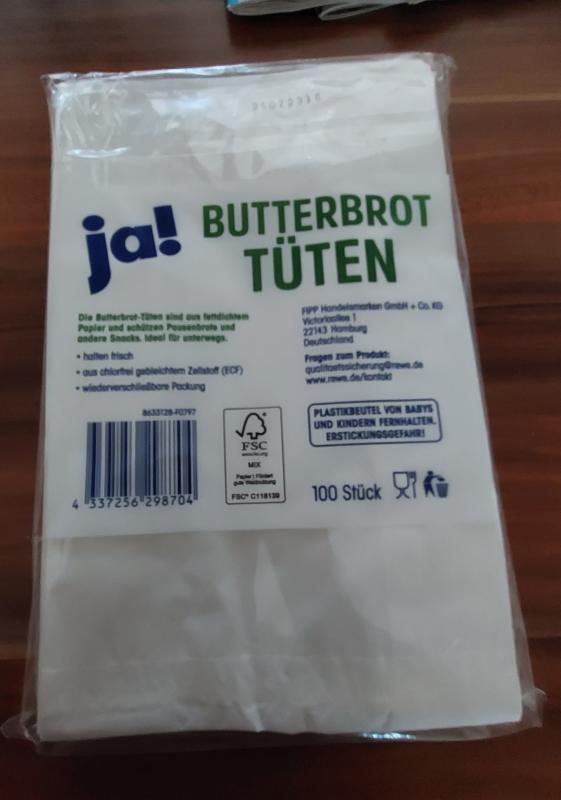 ja!
BUTTERBROT
TÜTEN
Die Butterbrot-Tüten sind aus fettdichtem
Papier und schützen Pausenbrote und
andere Snacks. Ideal für unterwegs.
• halten frisch
• aus chlorfrei gebleichtem Zellstoff (ECF)
• wiederverschließbare Packung
FIPP Handelsmarken GmbH + Co. KG
Victoriaallee 1
22143 Hamburg
Deutschland
Fragen zum Produkt:
qualitaetssicherung@rewe.de
www.rewe.de/kontakt
PLASTIKBEUTEL VON BABYS
UND KINDERN FERNHALTEN.
ERSTICKUNGSGEFAHR!
8633128-F0797
4 337256 298704
FSC
www.fsc.org
MIX
Papier | Fördert
gute Waldnutzung
FSC® C118139
100 Stück